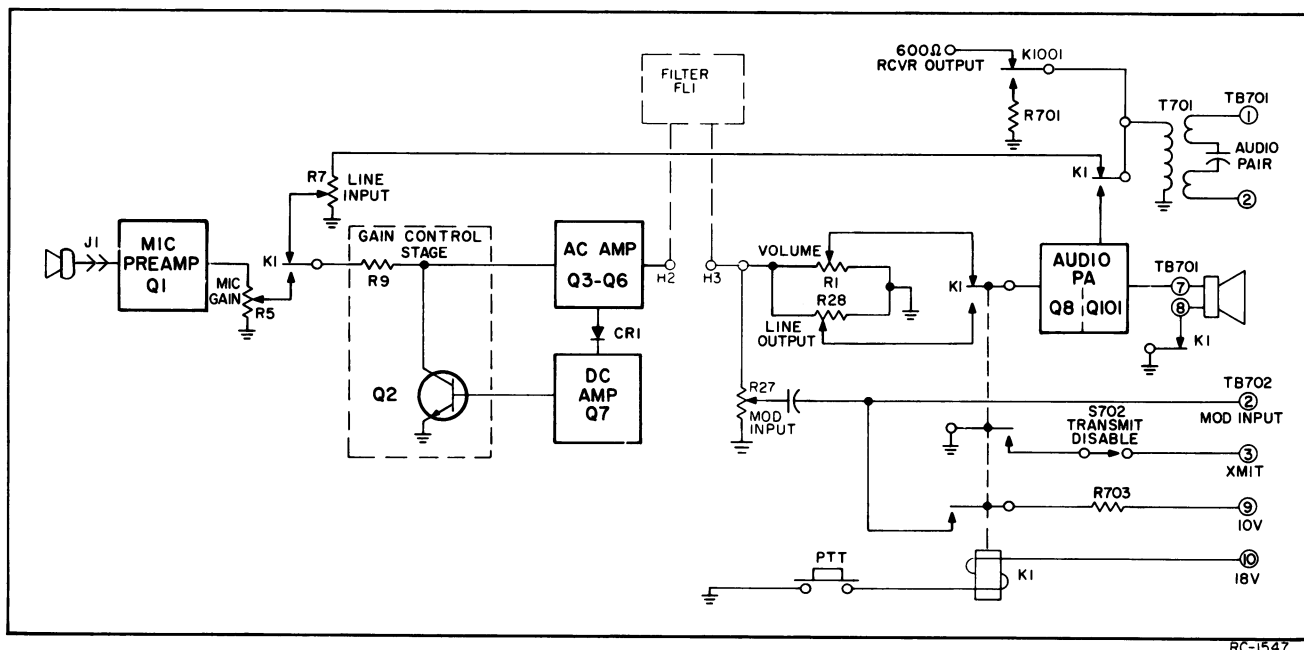 600Ω
RCVR OUTPUT
K1001
FILTER
FL1
R701
T701
TB701
1
AUDIO
PAIR
2
K1
R7
LINE
INPUT
J1
MIC
PREAMP
Q1
K1
MIC
GAIN
R5
GAIN CONTROL
STAGE
R9
Q2
AC AMP
Q3-Q6
CR1
DC
AMP
Q7
H2
H3
VOLUME
R1
R28
LINE
OUTPUT
K1
AUDIO
PA
Q8
Q101
TB701
7
8
K1
R27
MOD
INPUT
TB702
2
MOD INPUT
S702
TRANSMIT
DISABLE
3
XMIT
R703
9
10V
PTT
K1
10
18V
RC-1547